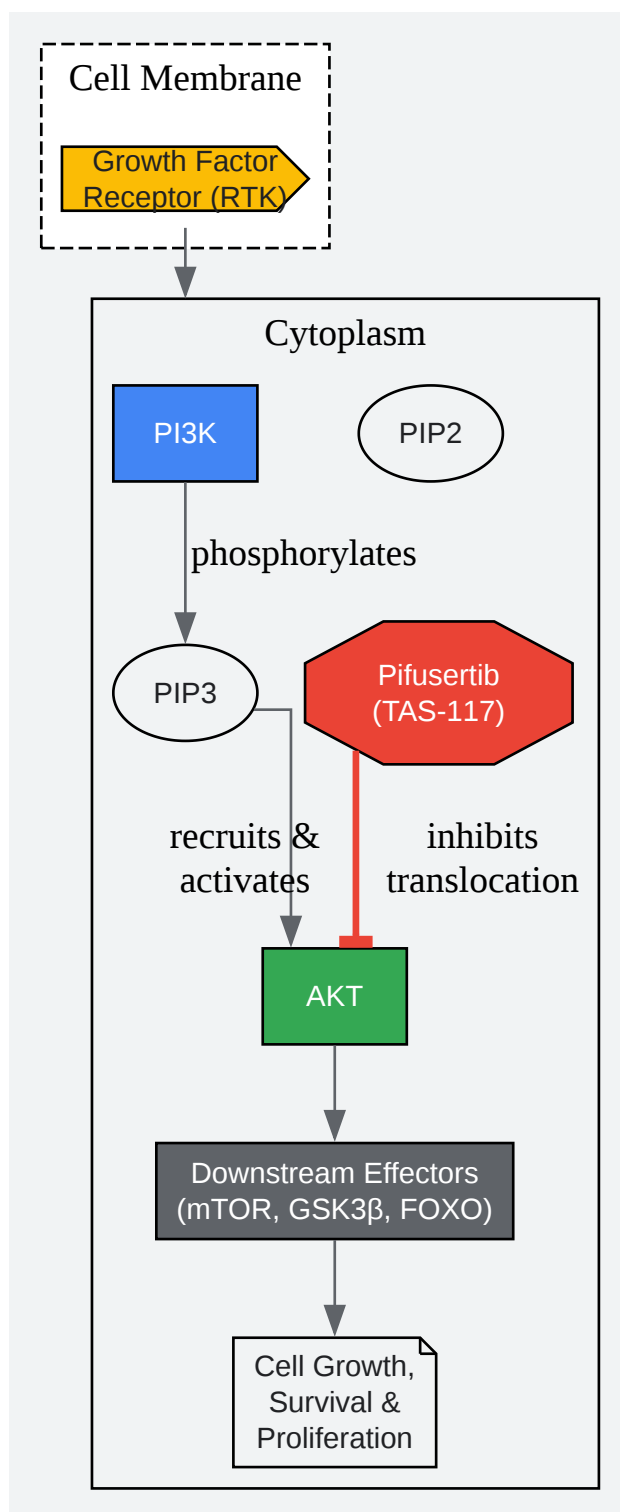 Cell Membrane
Growth Factor
Receptor (RTK)
Cytoplasm
PI3K
PIP2
phosphorylates
PIP3
Pifusertib
(TAS-117)
recruits &
activates
inhibits
translocation
AKT
Downstream Effectors
(mTOR, GSK3β, FOXO)
Cell Growth,
Survival &
Proliferation